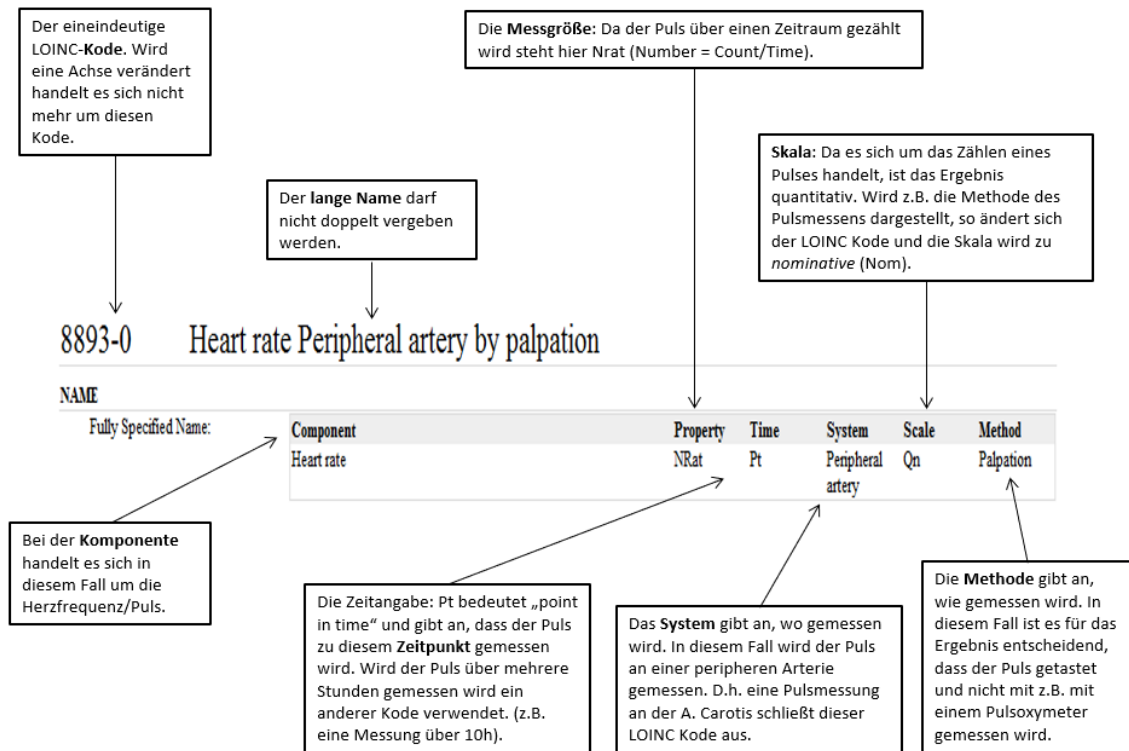 Der eineindeutige
LOINC-Kode. Wird
eine Achse verändert
handelt es sich nicht
mehr um diesen
Kode.
Die Messgröße: Da der Puls über einen Zeitraum gezählt
wird steht hier Nrat (Number = Count/Time).
Skala: Da es sich um das Zählen eines
Pulses handelt, ist das Ergebnis
quantitativ. Wird z.B. die Methode des
Pulsmessens dargestellt, so ändert sich
der LOINC Kode und die Skala wird zu
nominative (Nom).
Der lange Name darf
nicht doppelt vergeben
werden.
8893-0 Heart rate Peripheral artery by palpation
NAME
Fully Specified Name:
Component Property Time System Scale Method
Heart rate NRat Pt Peripheral Qn Palpation
artery
Bei der Komponente
handelt es sich in
diesem Fall um die
Herzfrequenz/Puls.
Die Zeitangabe: Pt bedeutet „point
in time“ und gibt an, dass der Puls
zu diesem Zeitpunkt gemessen
wird. Wird der Puls über mehrere
Stunden gemessen wird ein
anderer Kode verwendet. (z.B.
eine Messung über 10h).
Das System gibt an, wo gemessen
wird. In diesem Fall wird der Puls
an einer peripheren Arterie
gemessen. D.h. eine Pulsmessung
an der A. Carotis schließt dieser
LOINC Kode aus.
Die Methode gibt an,
wie gemessen wird. In
diesem Fall ist es für das
Ergebnis entscheidend,
dass der Puls getastet
und nicht mit z.B. mit
einem Pulsoxymeter
gemessen wird.